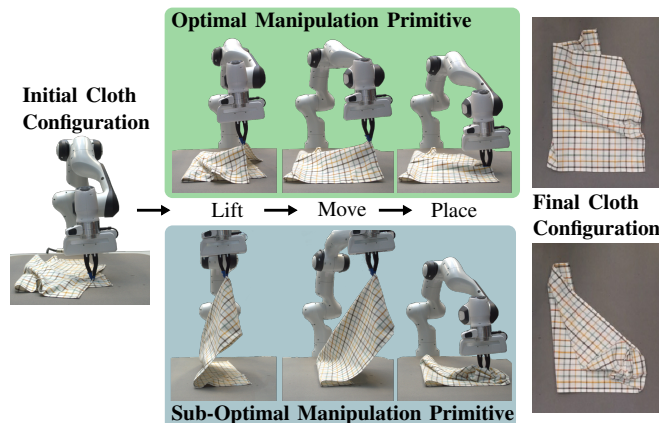 Optimal Manipulation Primitive
Initial Cloth
Configuration
Lift
Move
Place
Final Cloth
Configuration
Sub-Optimal Manipulation Primitive